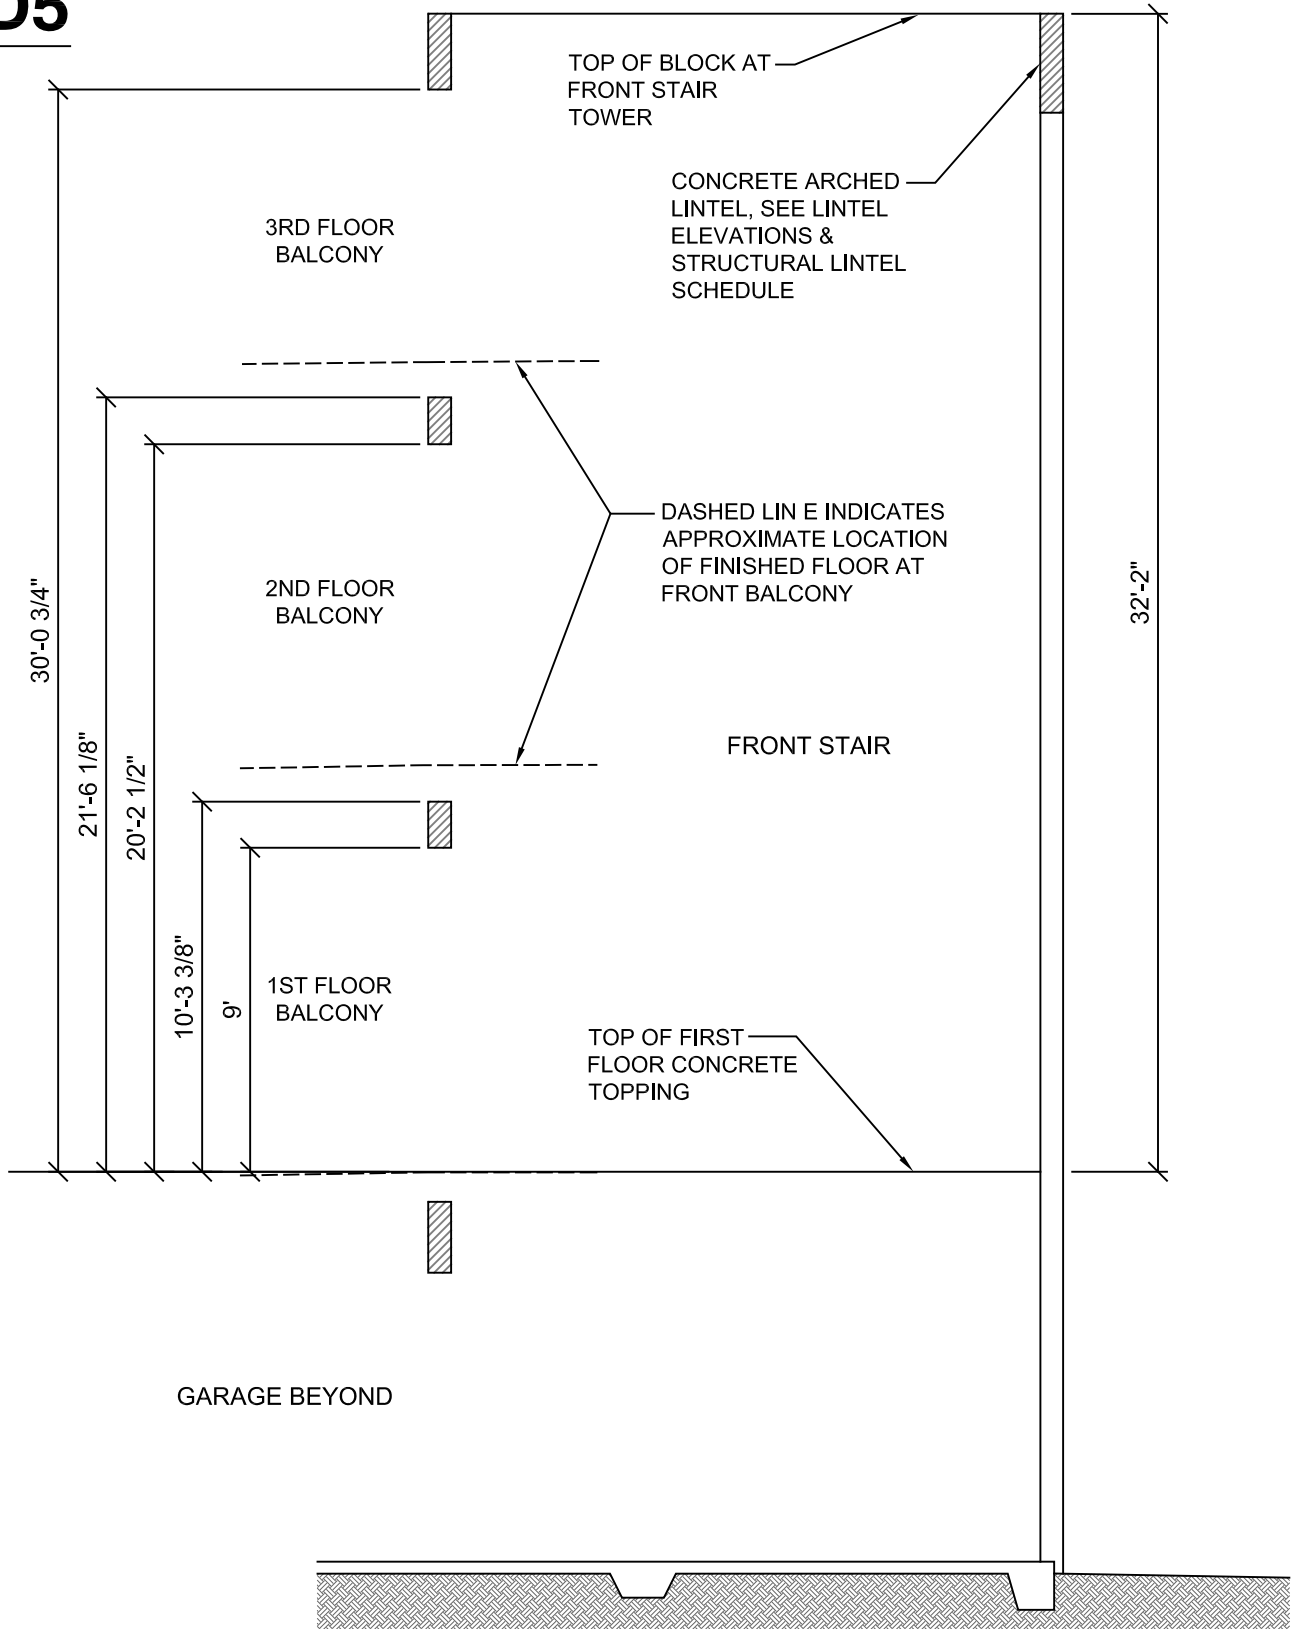 D5
TOP OF BLOCK AT
FRONT STAIR
TOWER
CONCRETE ARCHED
LINTEL, SEE LINTEL
ELEVATIONS &
STRUCTURAL LINTEL
SCHEDULE
3RD FLOOR
BALCONY
DASHED LIN E INDICATES
APPROXIMATE LOCATION
OF FINISHED FLOOR AT
FRONT BALCONY
2ND FLOOR
BALCONY
30'-0 3/4"
21'-6 1/8"
20'-2 1/2"
10'-3 3/8"
9'
32'-2"
FRONT STAIR
1ST FLOOR
BALCONY
TOP OF FIRST
FLOOR CONCRETE
TOPPING
GARAGE BEYOND